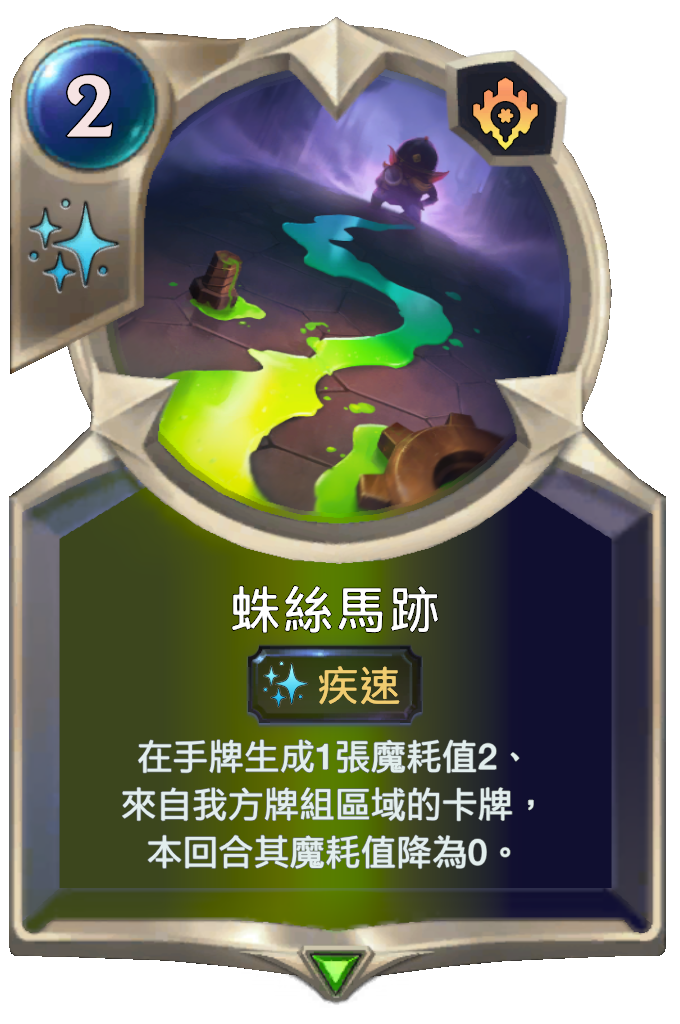 2
蛛絲馬跡
疾速
在手牌生成1張魔耗值2、
來自我方牌組區域的卡牌，
本回合其魔耗值降為0。